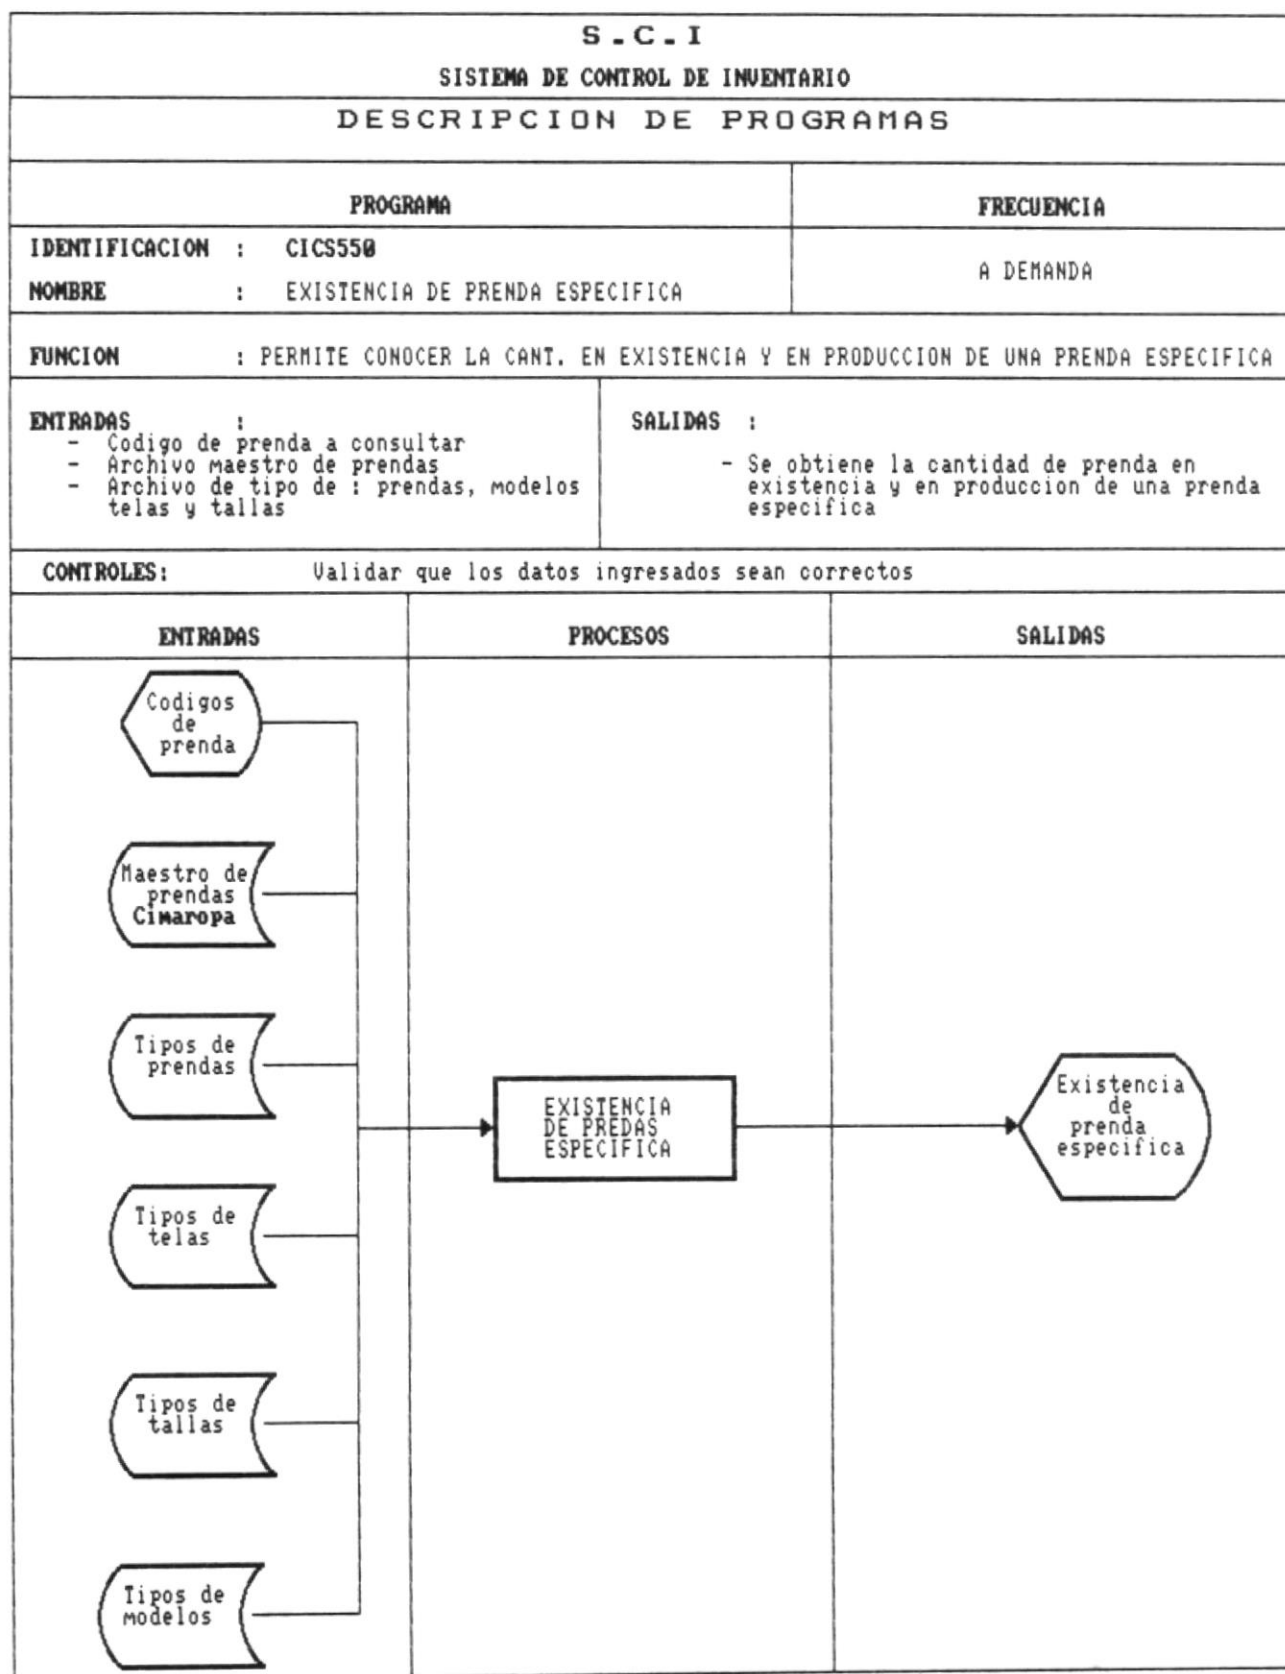 S.C.I
SISTEMA DE CONTROL DE INVENTARIO
DESCRIPCION DE PROGRAMAS
PROGRAMA
FRECUENCIA
IDENTIFICACION : CICS550
NOMBRE : EXISTENCIA DE PRENDA ESPECIFICA
A DEMANDA
FUNCION : PERMITE CONOCER LA CANT. EN EXISTENCIA Y EN PRODUCCION DE UNA PRENDA ESPECIFICA
ENTRADAS :
- Codigo de prenda a consultar
- Archivo maestro de prendas
- Archivo de tipo de : prendas, modelos
telas y tallas
SALIDAS :
- Se obtiene la cantidad de prenda en
existencia y en produccion de una prenda
especifica
CONTROLES: Validar que los datos ingresados sean correctos
ENTRADAS
PROCESOS
SALIDAS
Codigos
de
prenda
Maestro de
prendas
Cimaropa
Tipos de
prendas
EXISTENCIA
DE PREDAS
ESPECIFICA
Existencia
de
prenda
especifica
Tipos de
telas
Tipos de
tallas
Tipos de
modelos